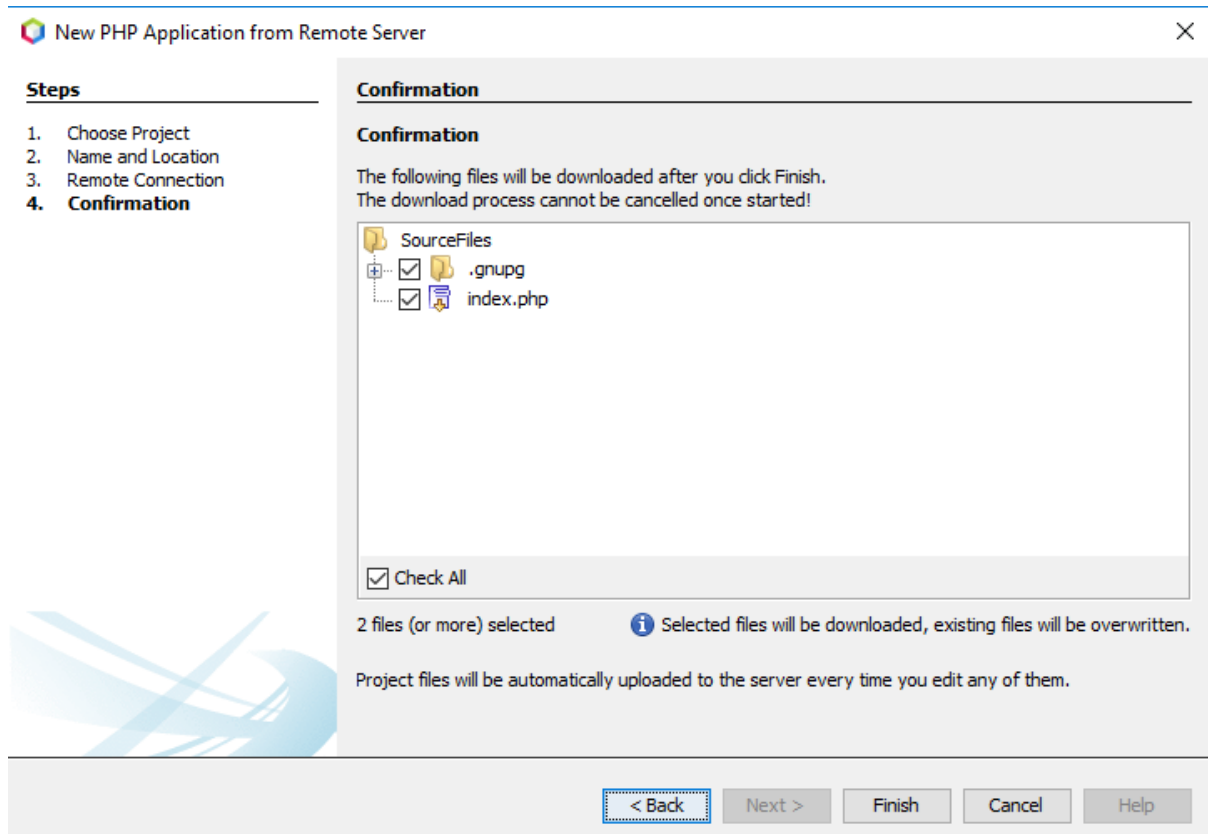 New PHP Application from Remote Server
Steps
1. Choose Project
2. Name and Location
3. Remote Connection
4. Confirmation
Confirmation
Confirmation
The following files will be downloaded after you click Finish.
The download process cannot be cancelled once started!
SourceFiles
.gnupg
index.php
Check All
2 files (or more) selected
Selected files will be downloaded, existing files will be overwritten.
Project files will be automatically uploaded to the server every time you edit any of them.
< Back Next > Finish Cancel Help